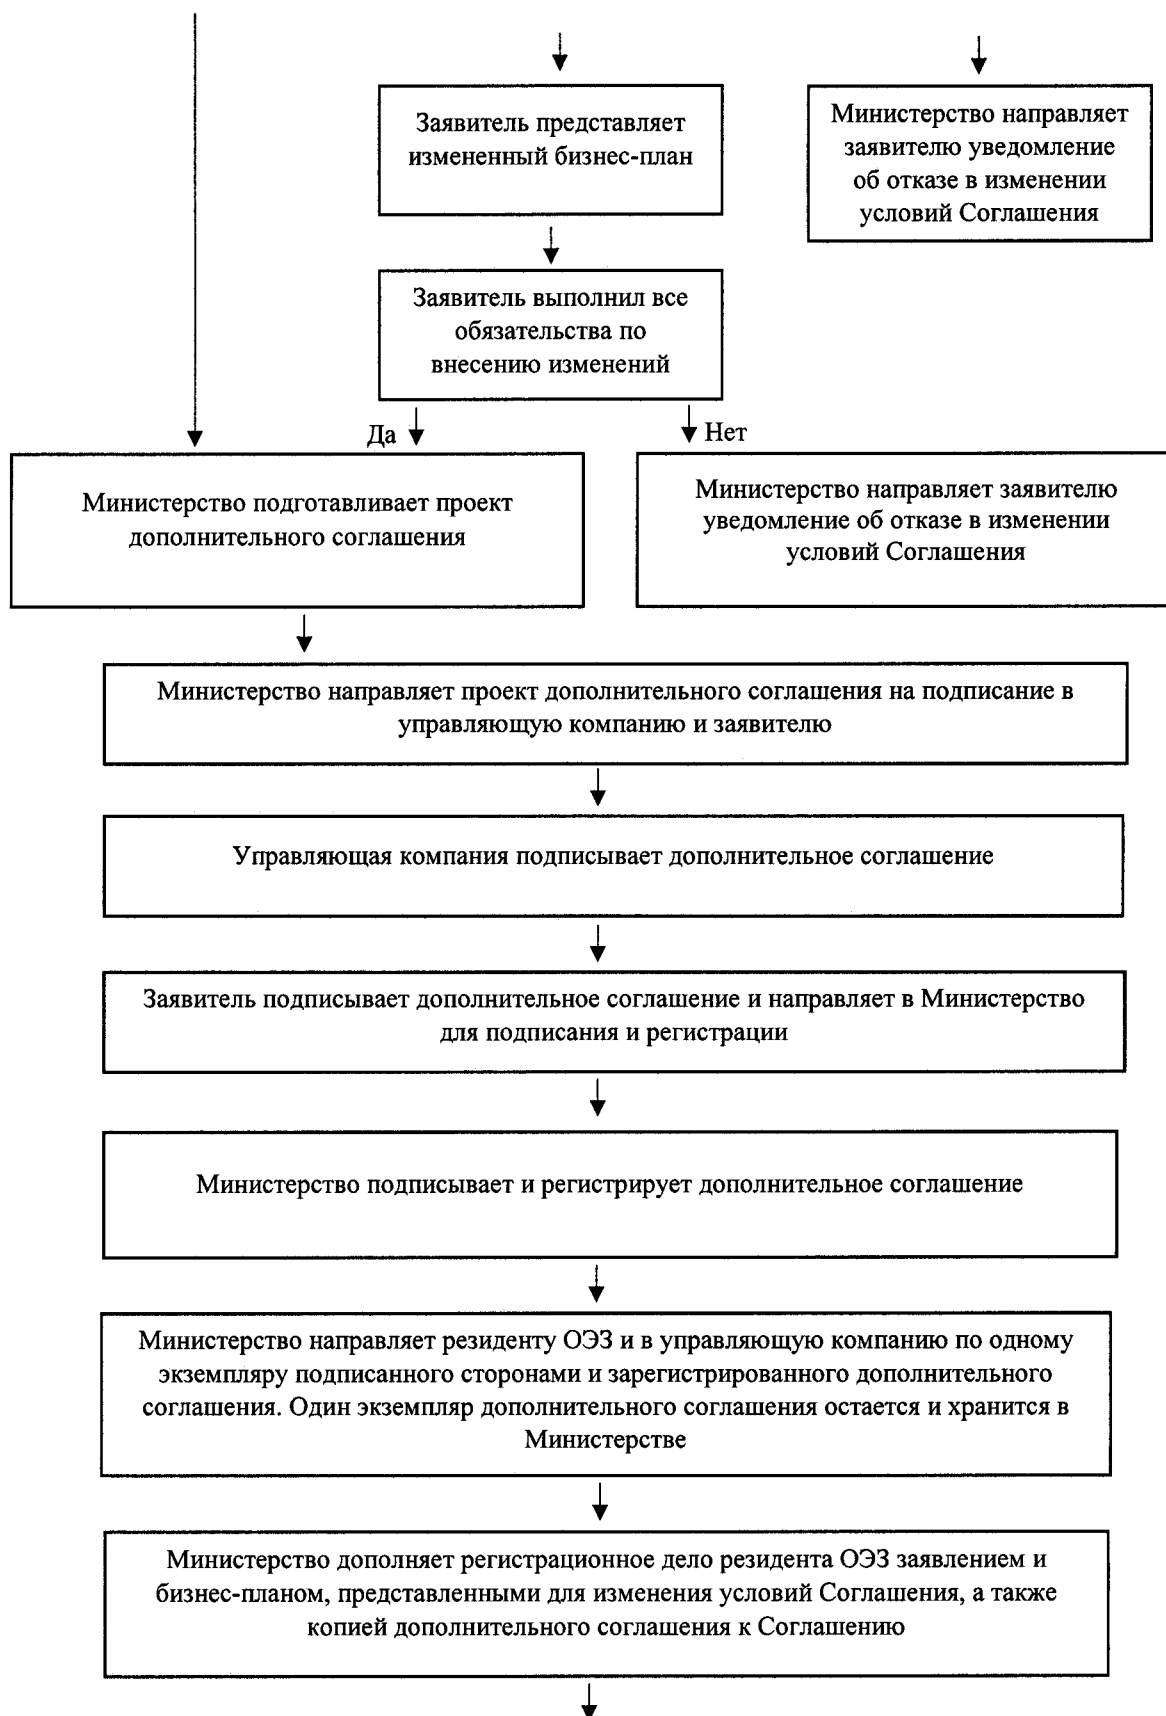 Заявитель представляет
измененный бизнес-план
Министерство направляет
заявителю уведомление
об отказе в изменении
условий Соглашения
Заявитель выполнил все
обязательства по
внесению изменений
Да
Нет
Министерство подготавливает проект
дополнительного соглашения
Министерство направляет заявителю
уведомление об отказе в изменении
условий Соглашения
Министерство направляет проект дополнительного соглашения на подписание в
управляющую компанию и заявителю
Управляющая компания подписывает дополнительное соглашение
Заявитель подписывает дополнительное соглашение и направляет в Министерство
для подписания и регистрации
Министерство подписывает и регистрирует дополнительное соглашение
Министерство направляет резиденту ОЭЗ и в управляющую компанию по одному
экземпляру подписанного сторонами и зарегистрированного дополнительного
соглашения. Один экземпляр дополнительного соглашения остается и хранится в
Министерстве
Министерство дополняет регистрационное дело резидента ОЭЗ заявлением и
бизнес-планом, представленными для изменения условий Соглашения, а также
копией дополнительного соглашения к Соглашению